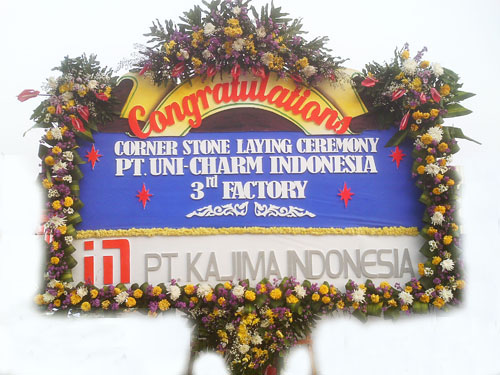 Congratulations
CORNER STONE LAYING CEREMONY
PT. UNI-CHARM INDONESIA
3rd FACTORY
PT KAJIMA INDONESIA